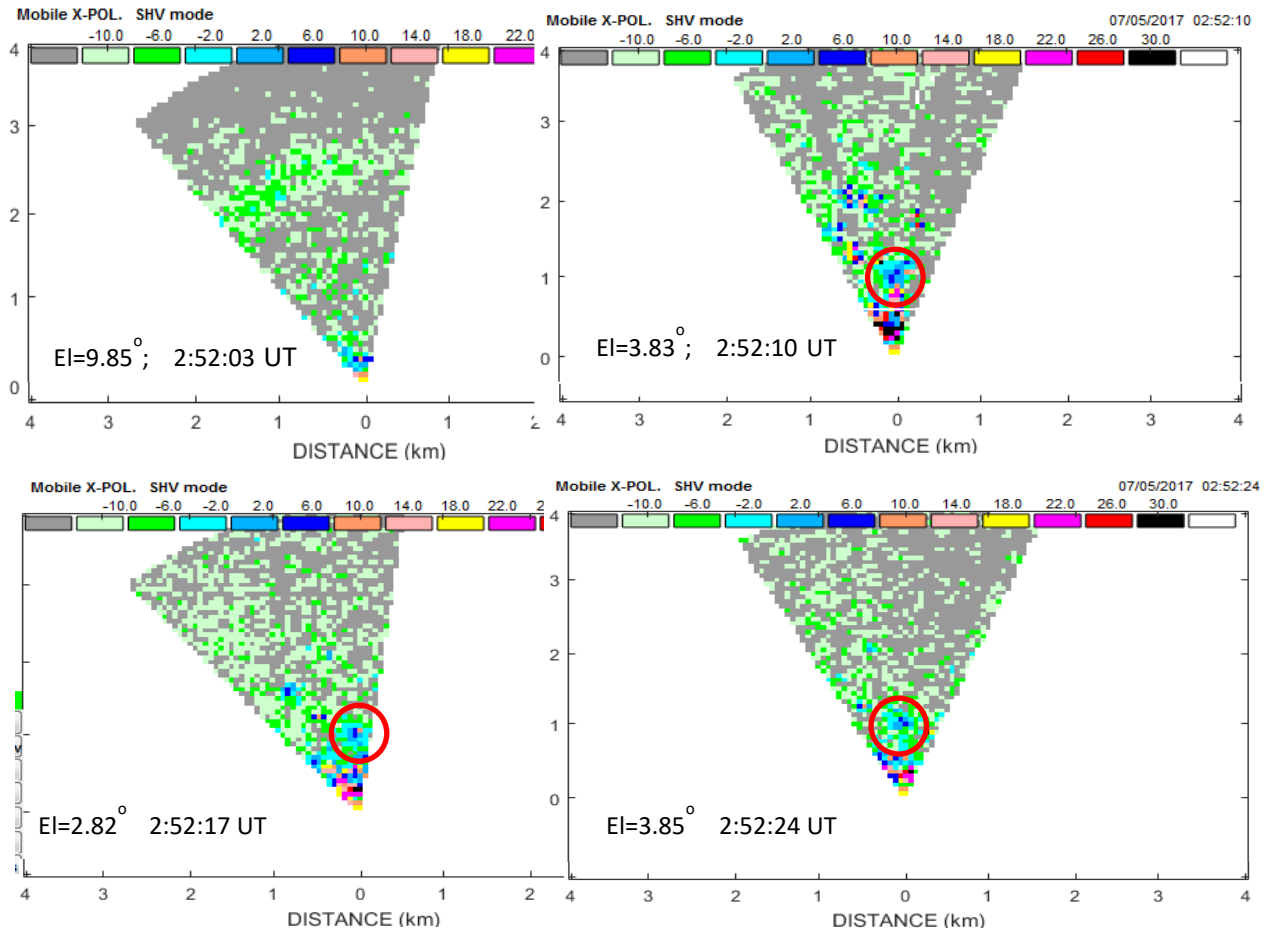 Mobile X-POL. SHV mode
-10.0 -6.0 -2.0 2.0 6.0 10.0 14.0 18.0 22.0
4
3
2
1
0
El=9.85o; 2:52:03 UT
4 3 2 1 0 1 2
DISTANCE (km)
Mobile X-POL. SHV mode 07/05/2017 02:52:10
-10.0 -6.0 -2.0 2.0 6.0 10.0 14.0 18.0 22.0 26.0 30.0
4
3
2
1
0
El=3.83o; 2:52:10 UT
4 3 2 1 0 1 2 3 4
DISTANCE (km)
Mobile X-POL. SHV mode
-10.0 -6.0 -2.0 2.0 6.0 10.0 14.0 18.0 22.0 2
El=2.82o 2:52:17 UT
4 3 2 1 0 1 2
DISTANCE (km)
Mobile X-POL. SHV mode 07/05/2017 02:52:24
-10.0 -6.0 -2.0 2.0 6.0 10.0 14.0 18.0 22.0 26.0 30.0
4
3
2
1
0
El=3.85o 2:52:24 UT
4 3 2 1 0 1 2 3 4
DISTANCE (km)